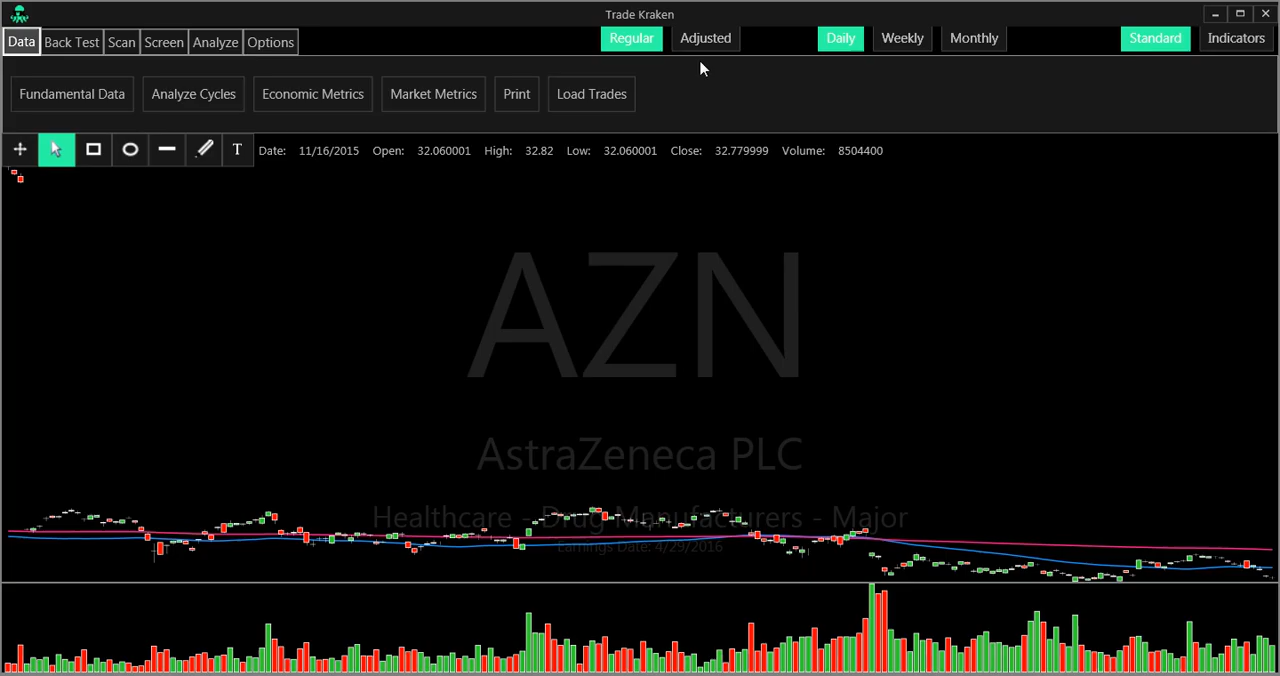 Trade Kraken
Data Back Test Scan Screen Analyze Options Regular Adjusted Daily Weekly Monthly Standard Indicators
Fundamental Data Analyze Cycles Economic Metrics Market Metrics Print Load Trades
T Date: 11/16/2015 Open: 32.060001 High: 32.82 Low: 32.060001 Close: 32.779999 Volume: 8504400
AZN
AstraZeneca PLC
Healthcare - Drug Manufacturers - Major
Earnings Date: 4/29/2016